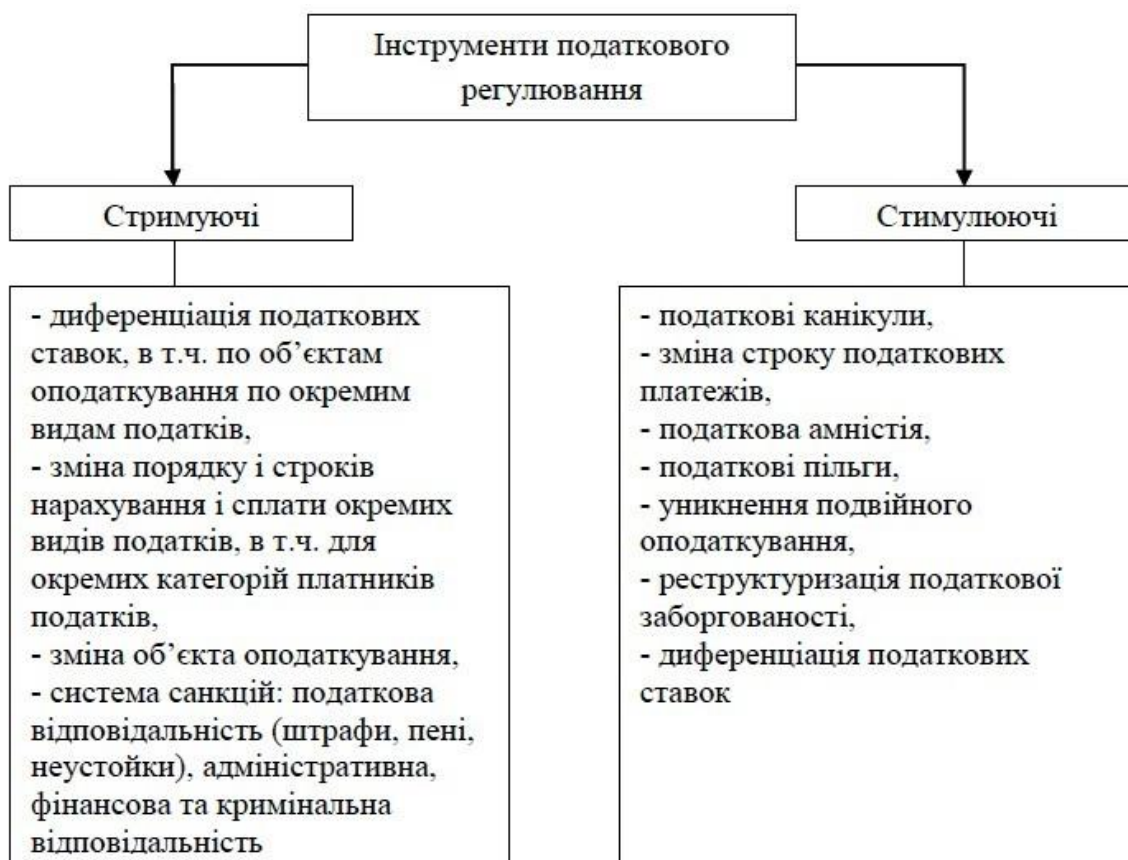 Інструменти податкового
регулювання
Стримуючі
Стимулюючі
- диференціація податкових
ставок, в т.ч. по об’єктам
оподаткування по окремим
видам податків,
- зміна порядку і строків
нарахування і сплати окремих
видів податків, в т.ч. для
окремих категорій платників
податків,
- зміна об’єкта оподаткування,
- система санкцій: податкова
відповідальність (штрафи, пені,
неустойки), адміністративна,
фінансова та кримінальна
відповідальність
- податкові канікули,
- зміна строку податкових
платежів,
- податкова амністія,
- податкові пільги,
- уникнення подвійного
оподаткування,
- реструктуризація податкової
заборгованості,
- диференціація податкових
ставок